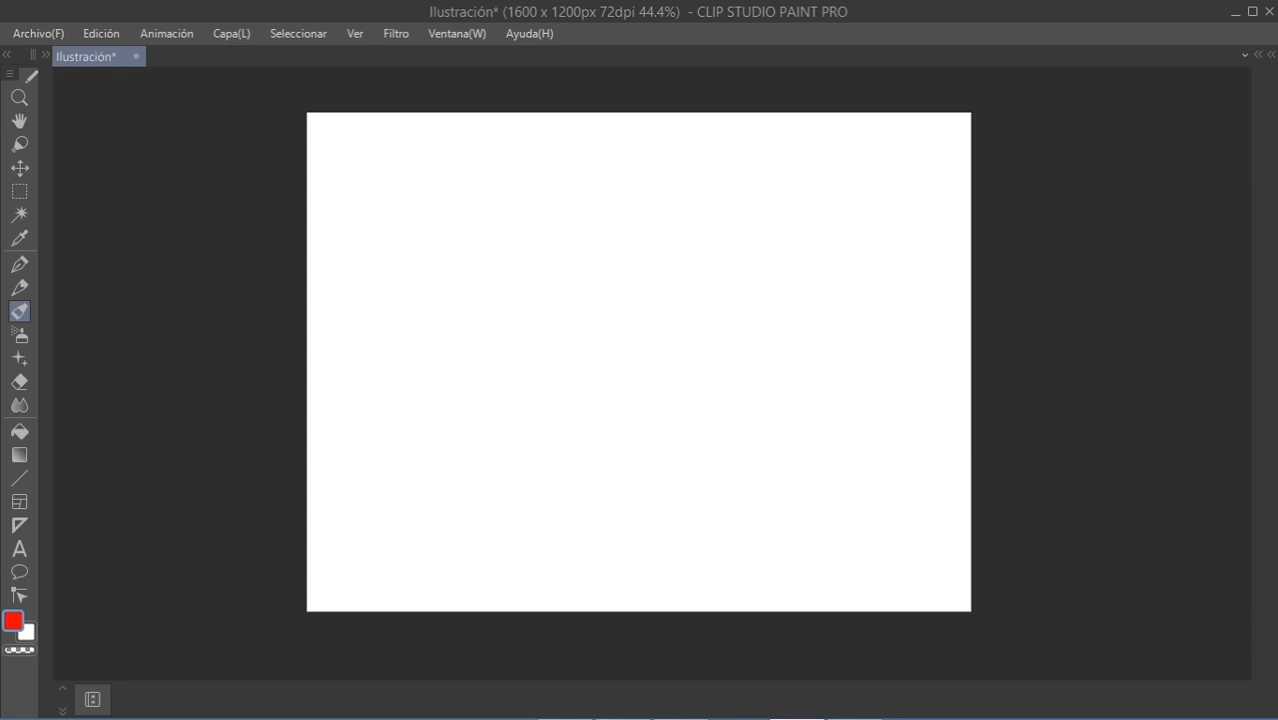 Ilustración* (1600 x 1200px 72dpi 44.4%) - CLIP STUDIO PAINT PRO
Archivo(F) Edición Animación Capa(L) Seleccionar Ver Filtro Ventana(W) Ayuda(H)
Ilustración*